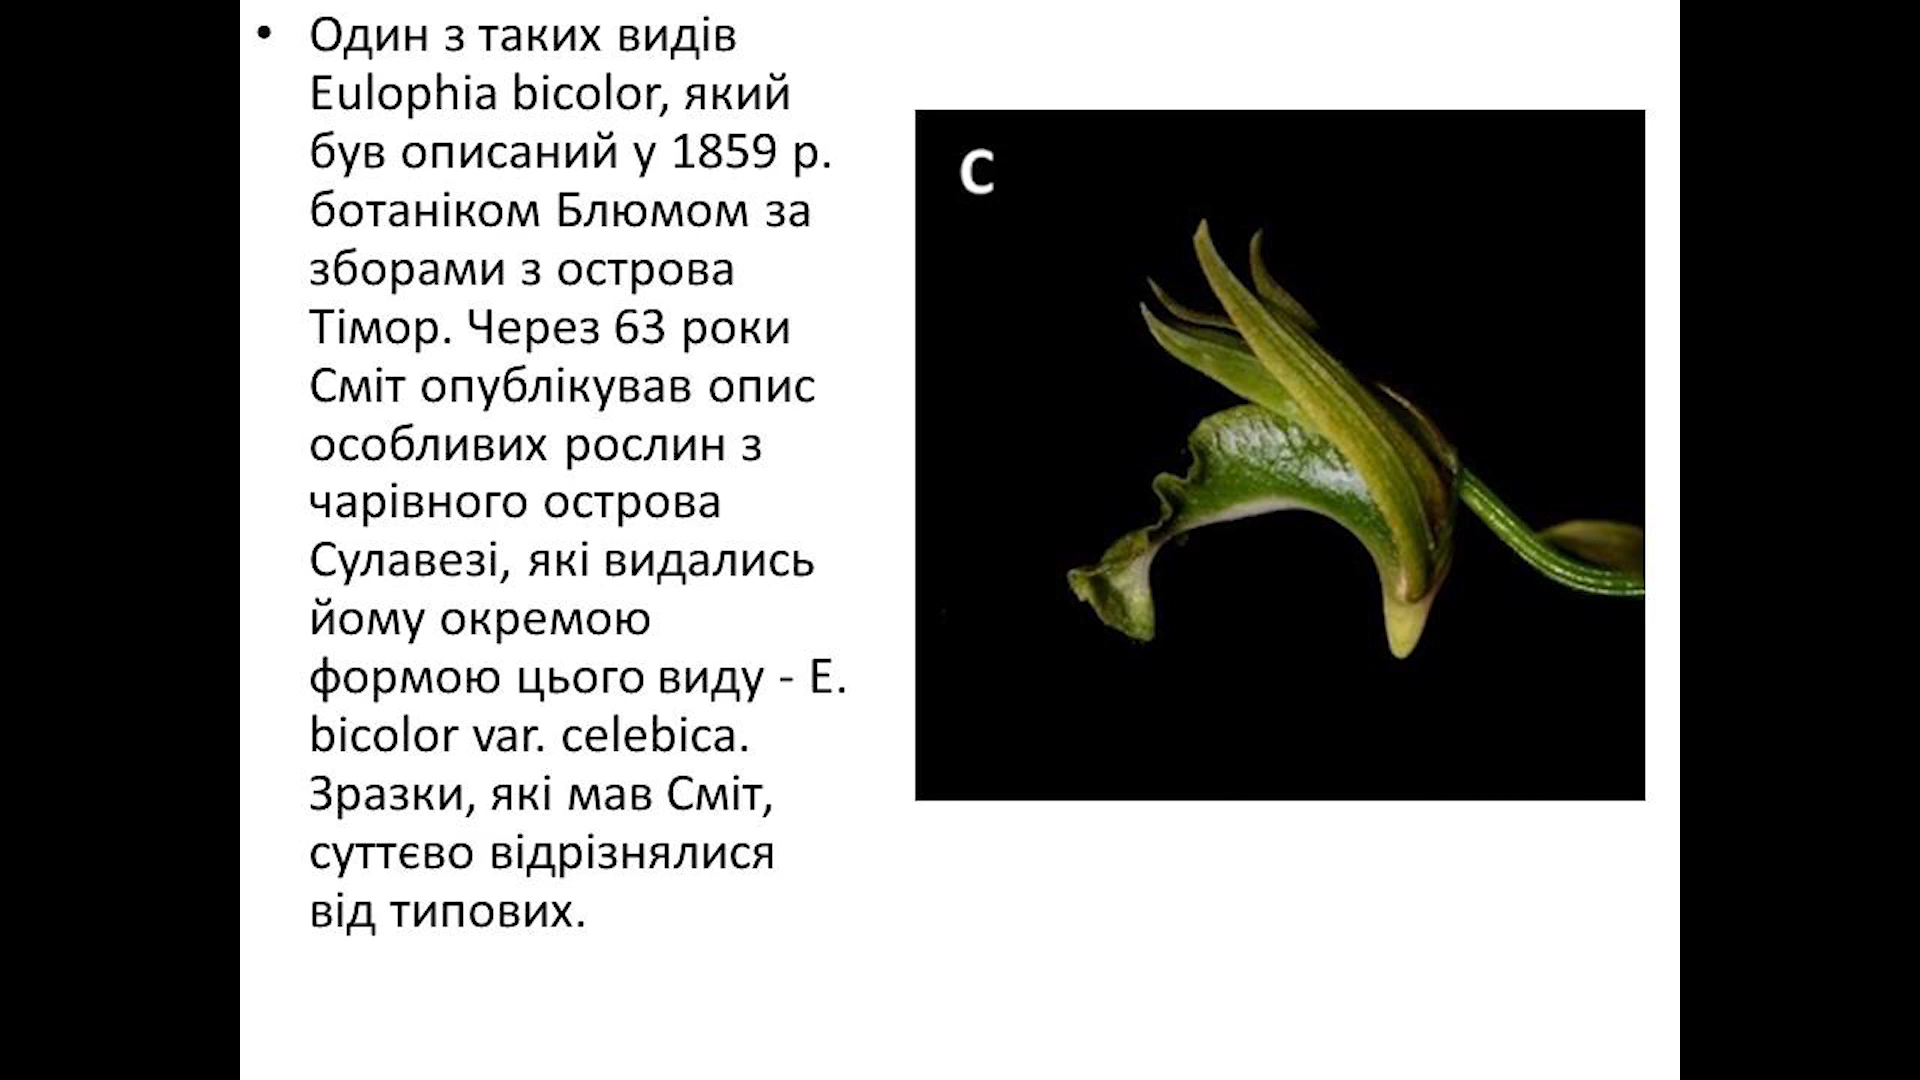 • Один з таких видів
Eulophia bicolor, який
був описаний у 1859 р.
ботаніком Блюмом за
зборами з острова
Тімор. Через 63 роки
Сміт опублікував опис
особливих рослин з
чарівного острова
Сулавезі, які видались
йому окремою
формою цього виду - E.
bicolor var. celebica.
Зразки, які мав Сміт,
суттєво відрізнялися
від типових.
C